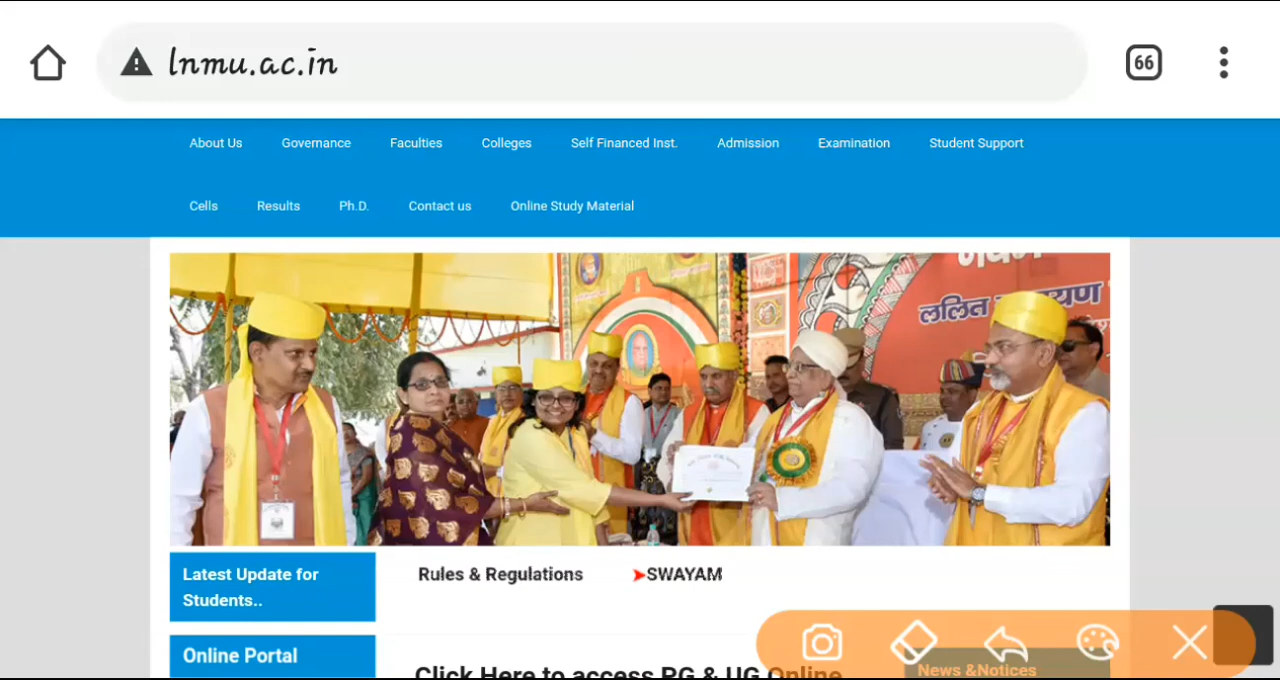 lnmu.ac.in
66
About Us Governance Faculties Colleges Self Financed Inst. Admission Examination Student Support
Cells Results Ph.D. Contact us Online Study Material
ललित
Latest Update for
Students..
Rules & Regulations ➤SWAYAM
Online Portal
Click Here to access PG & UG Online
News &Notices